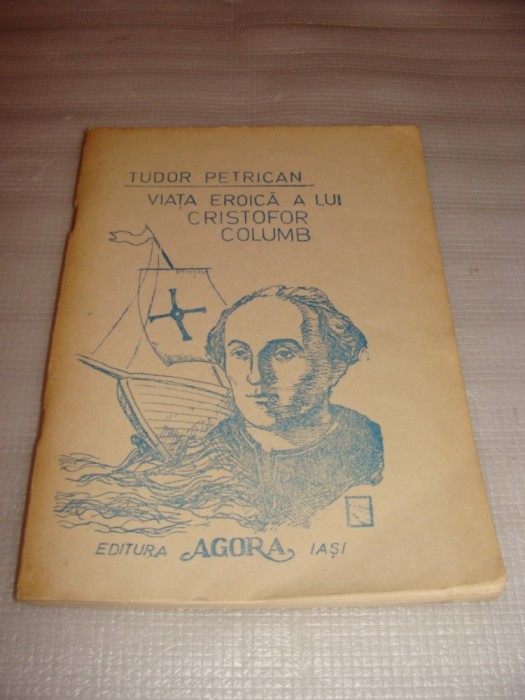 TUDOR PETRICAN
VIAȚA EROICĂ A LUI
CRISTOFOR
COLUMB
EDITURA AGORA IAȘI